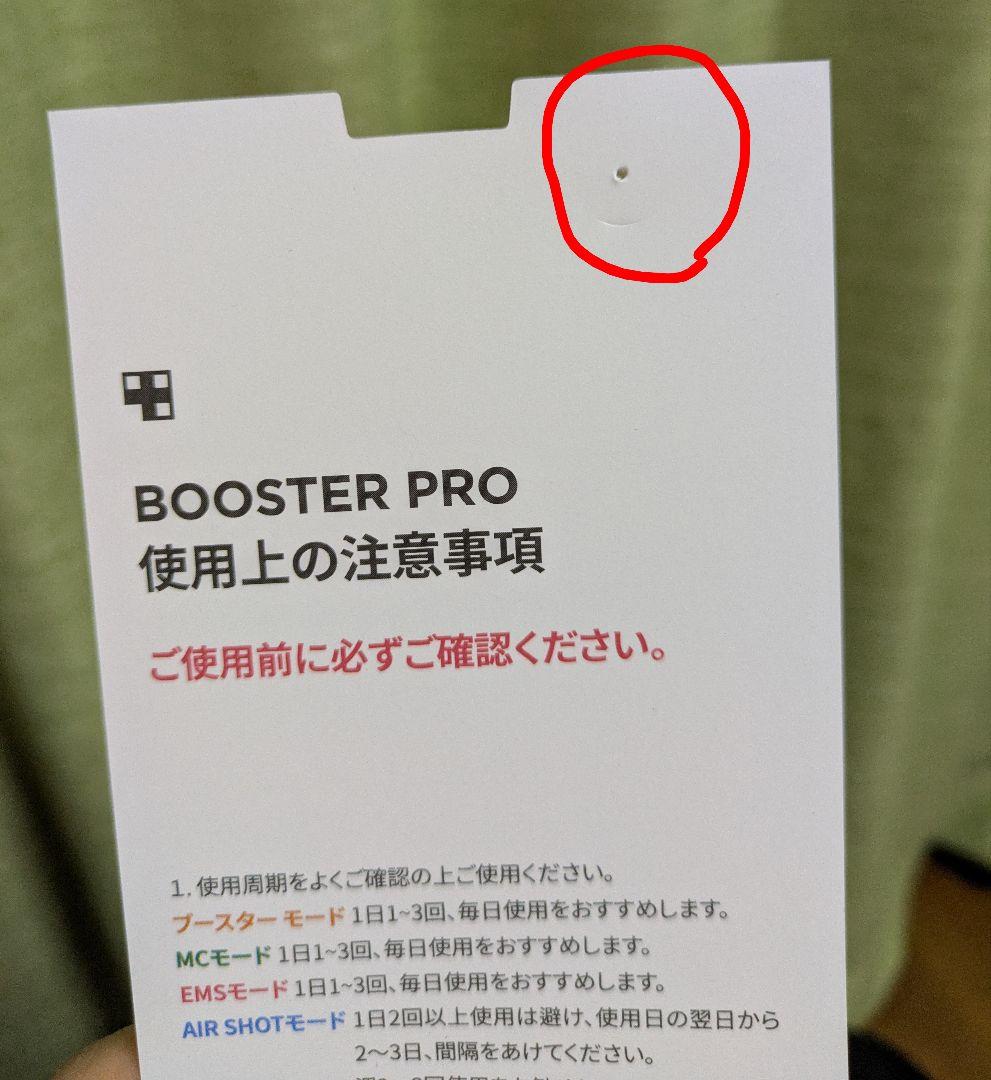 BOOSTER PRO
使用上の注意事項
ご使用前に必ずご確認ください。
1. 使用周期をよくご確認の上ご使用ください。
ブースター モード 1日1~3回、毎日使用をおすすめします。
MCモード 1日1~3回、毎日使用をおすすめします。
EMSモード 1日1~3回、毎日使用をおすすめします。
AIR SHOTモード 1日2回以上使用は避け、使用日の翌日から
2〜3日、間隔をあけてください。